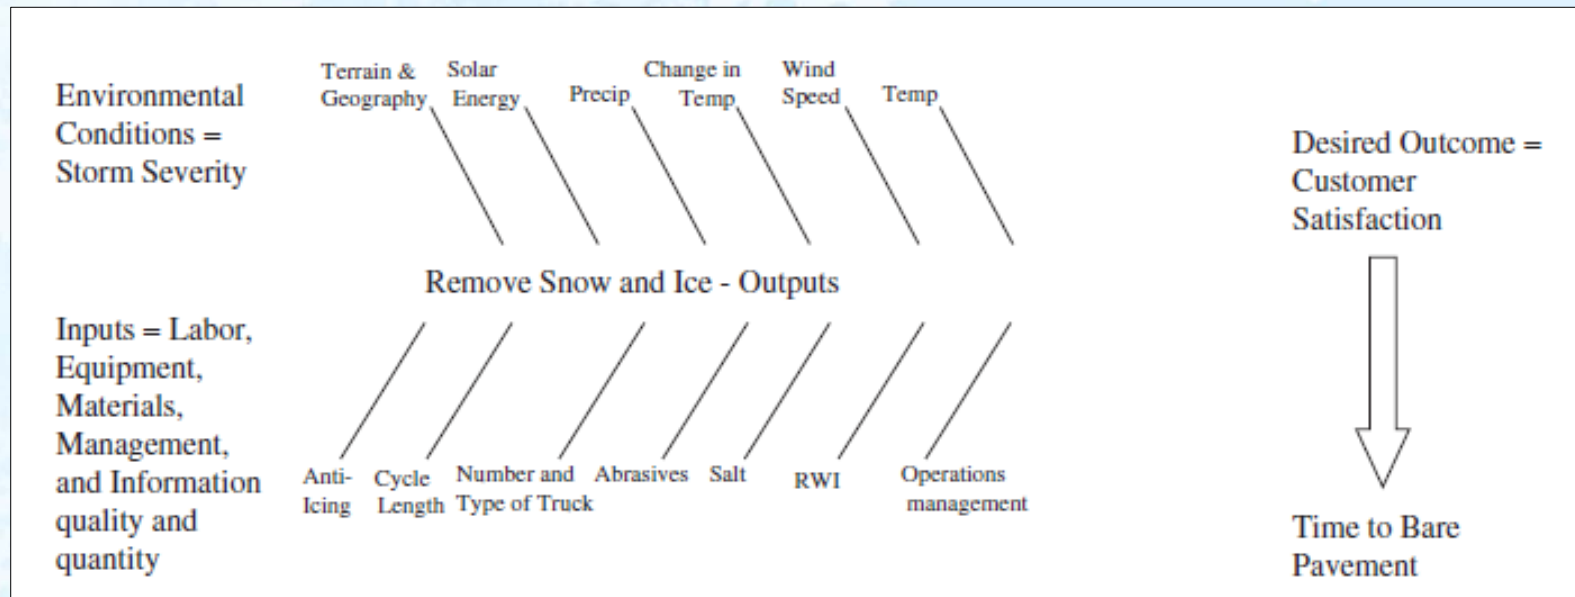 Environmental
Conditions =
Storm Severity
Terrain &
Geography
Solar
Energy
Precip
Change in
Temp
Wind
Speed
Temp
Desired Outcome =
Customer
Satisfaction
Remove Snow and Ice - Outputs
Inputs = Labor,
Equipment,
Materials,
Management,
and Information
quality and
quantity
Anti-
Icing
Cycle
Length
Number and
Type of Truck
Abrasives
Salt
RWI
Operations
management
Time to Bare
Pavement